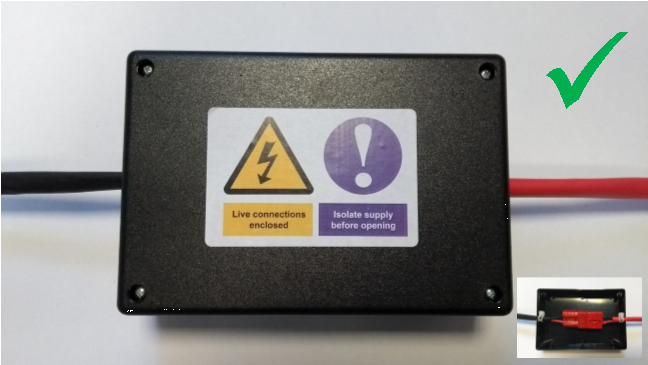 Live connections
enclosed
Isolate supply
before opening